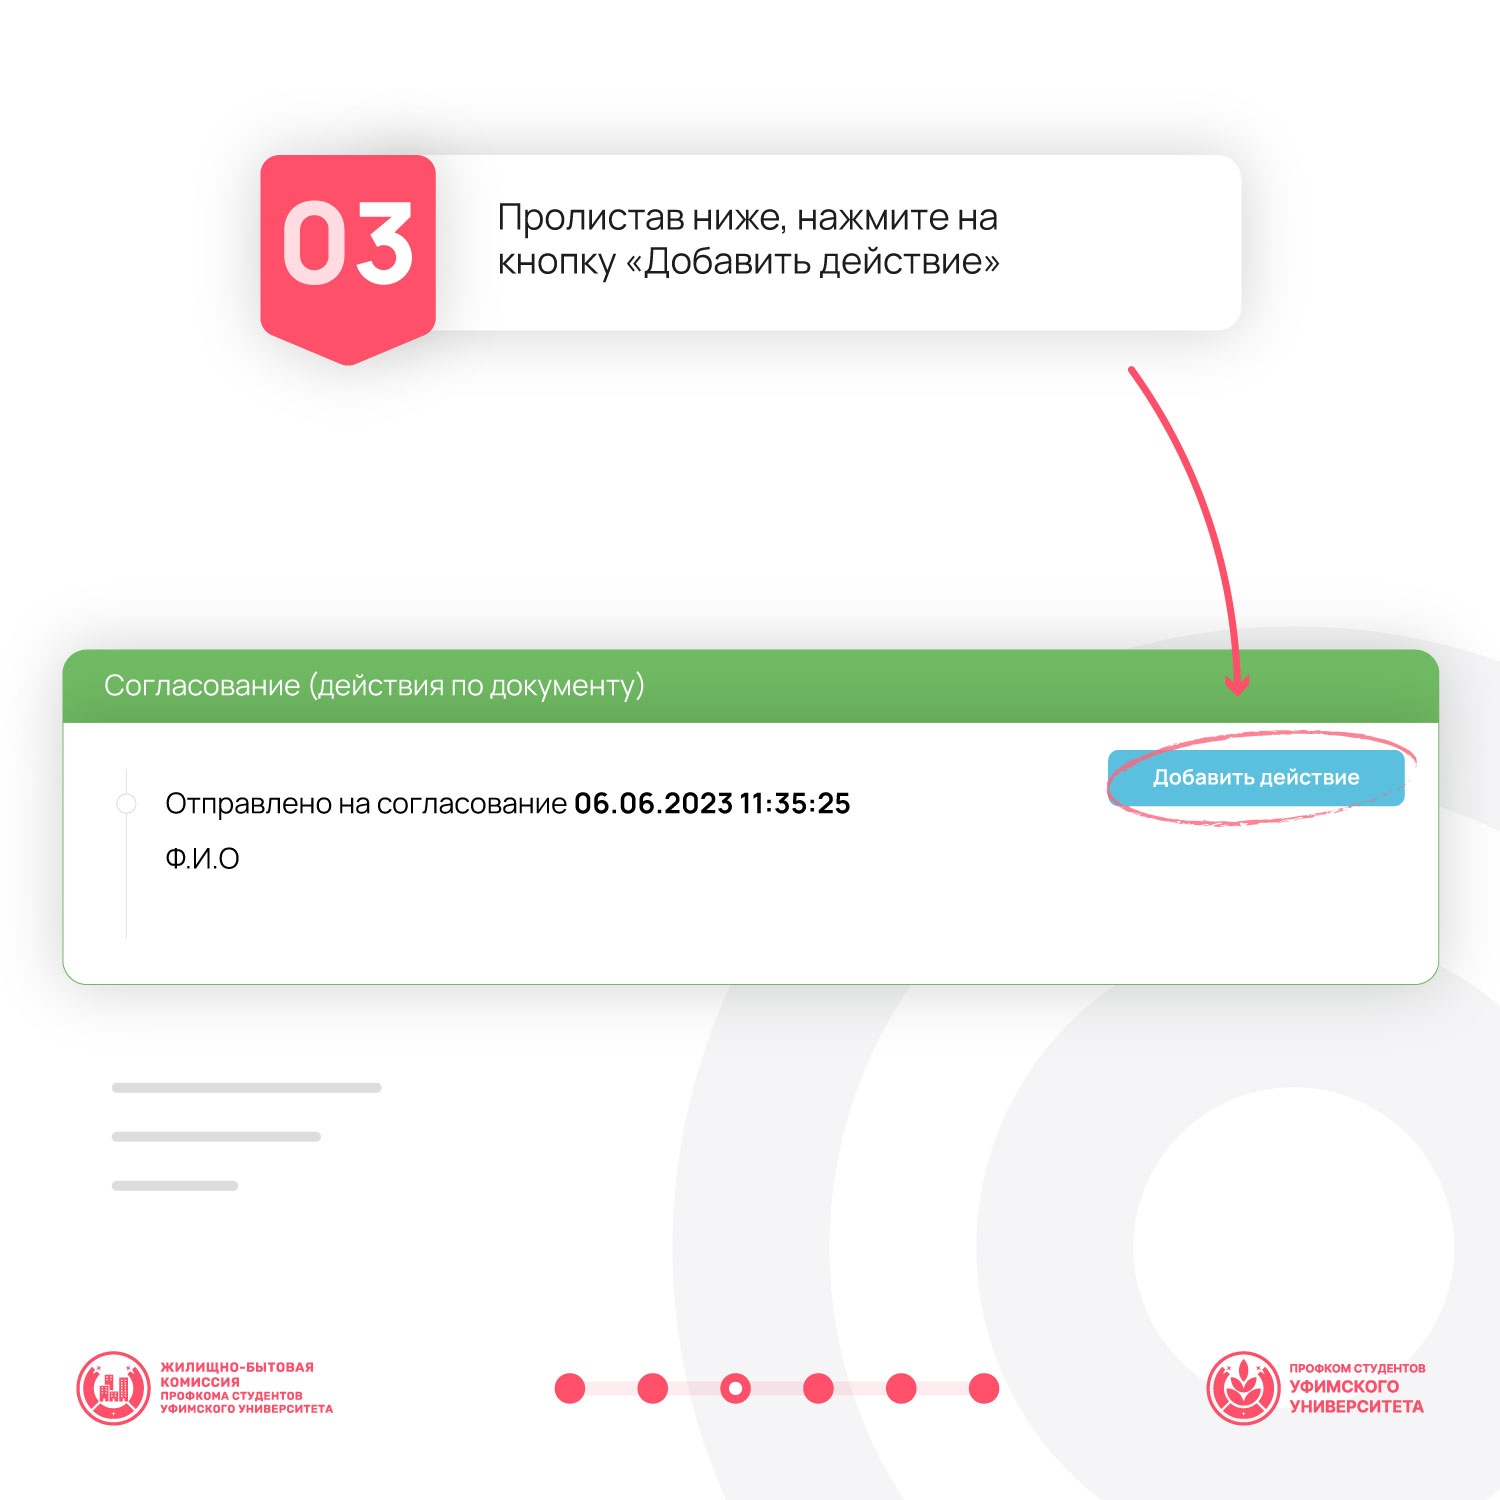 03
Пролистав ниже, нажмите на
кнопку «Добавить действие»
Согласование (действия по документу)
Добавить действие
Отправлено на согласование 06.06.2023 11:35:25
Ф.И.О
ЖИЛИЩНО-БЫТОВАЯ
КОМИССИЯ
ПРОФКОМА СТУДЕНТОВ
УФИМСКОГО УНИВЕРСИТЕТА
ПРОФКОМ СТУДЕНТОВ
УФИМСКОГО
УНИВЕРСИТЕТА